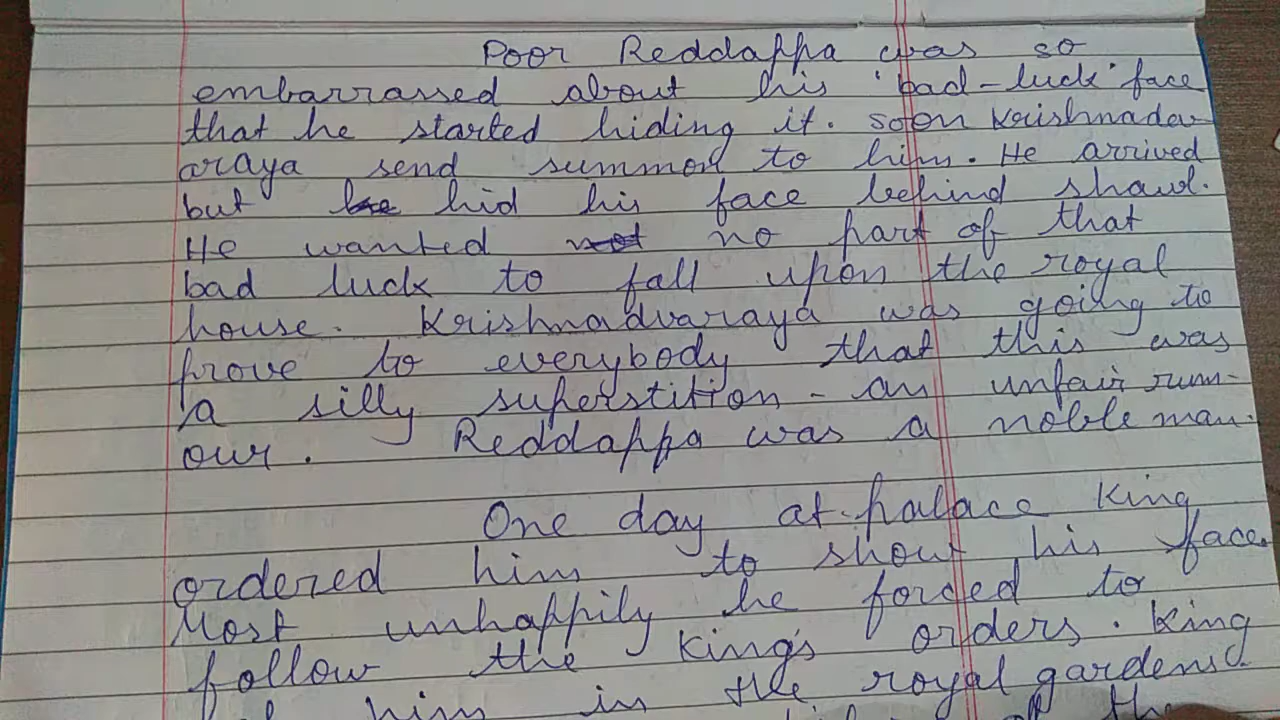 Poor Reddappa was so
embarrassed about his 'bad-luck' face
that he started hiding it. soon Krishnadav
araya send summon to him. He arrived
but he hid his face behind shawl.
He wanted not no part of that
bad luck to fall upon the royal
house. Krishnadvaraya was going to
prove to everybody that this was
a silly superstition - an unfair rum-
our. Reddappa was a noble man.
One day at palace King
ordered him to show his face.
Most unhappily he forced to
follow the King's orders. King
him in the royal gardens
the